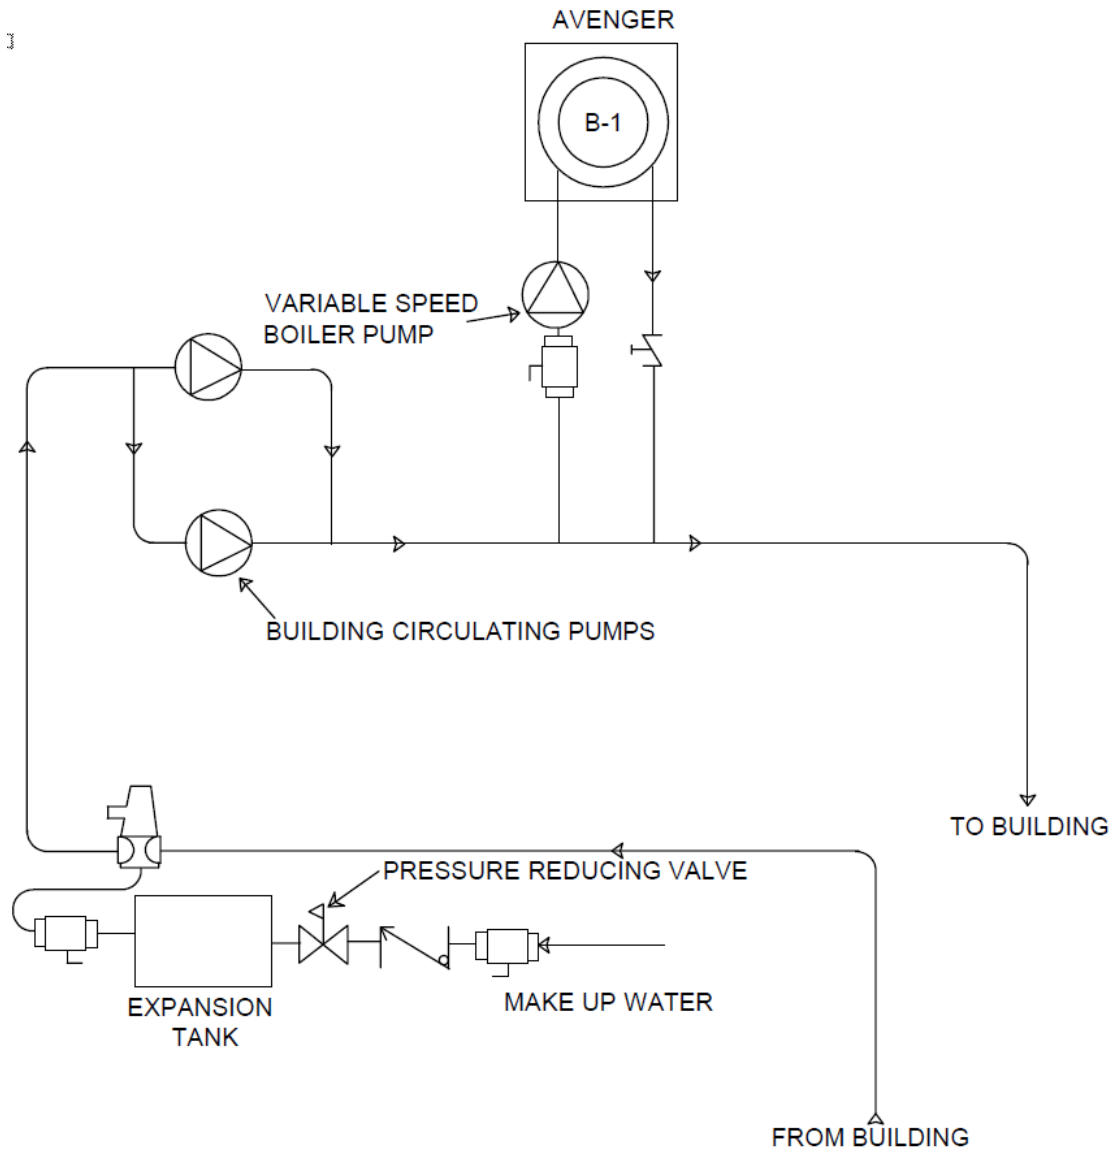 AVENGER
B-1
VARIABLE SPEED
BOILER PUMP
BUILDING CIRCULATING PUMPS
TO BUILDING
PRESSURE REDUCING VALVE
EXPANSION
TANK
MAKE UP WATER
FROM BUILDING